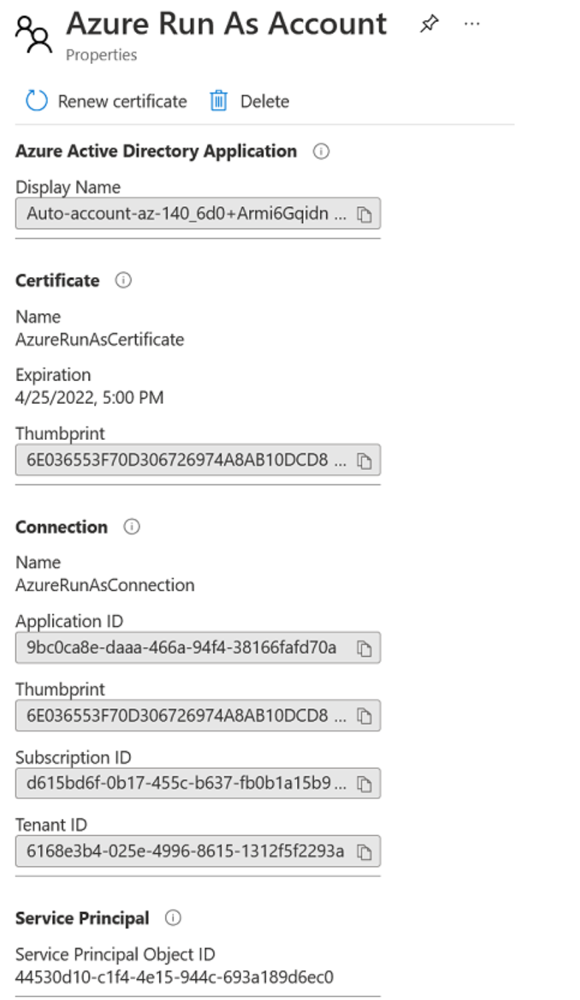 Azure Run As Account
Properties
Renew certificate Delete
Azure Active Directory Application
Display Name
Auto-account-az-140_6d0+Armi6Gqidn ...
Certificate
Name
AzureRunAsCertificate
Expiration
4/25/2022, 5:00 PM
Thumbprint
6E036553F70D306726974A8AB10DCD8 ...
Connection
Name
AzureRunAsConnection
Application ID
9bc0ca8e-daaa-466a-94f4-38166fafd70a
Thumbprint
6E036553F70D306726974A8AB10DCD8 ...
Subscription ID
d615bd6f-0b17-455c-b637-fb0b1a15b9 ...
Tenant ID
6168e3b4-025e-4996-8615-1312f5f2293a
Service Principal
Service Principal Object ID
44530d10-c1f4-4e15-944c-693a189d6ec0